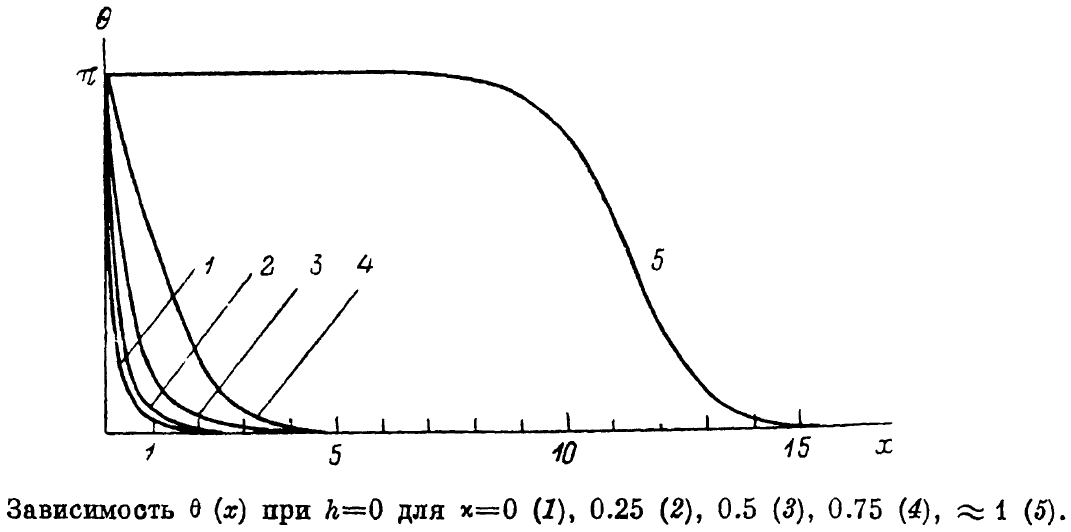 θ
π
1 2 3 4 5
1 5 10 15 x
Зависимость θ (x) при h=0 для ϰ=0 (1), 0.25 (2), 0.5 (3), 0.75 (4), ≈ 1 (5).